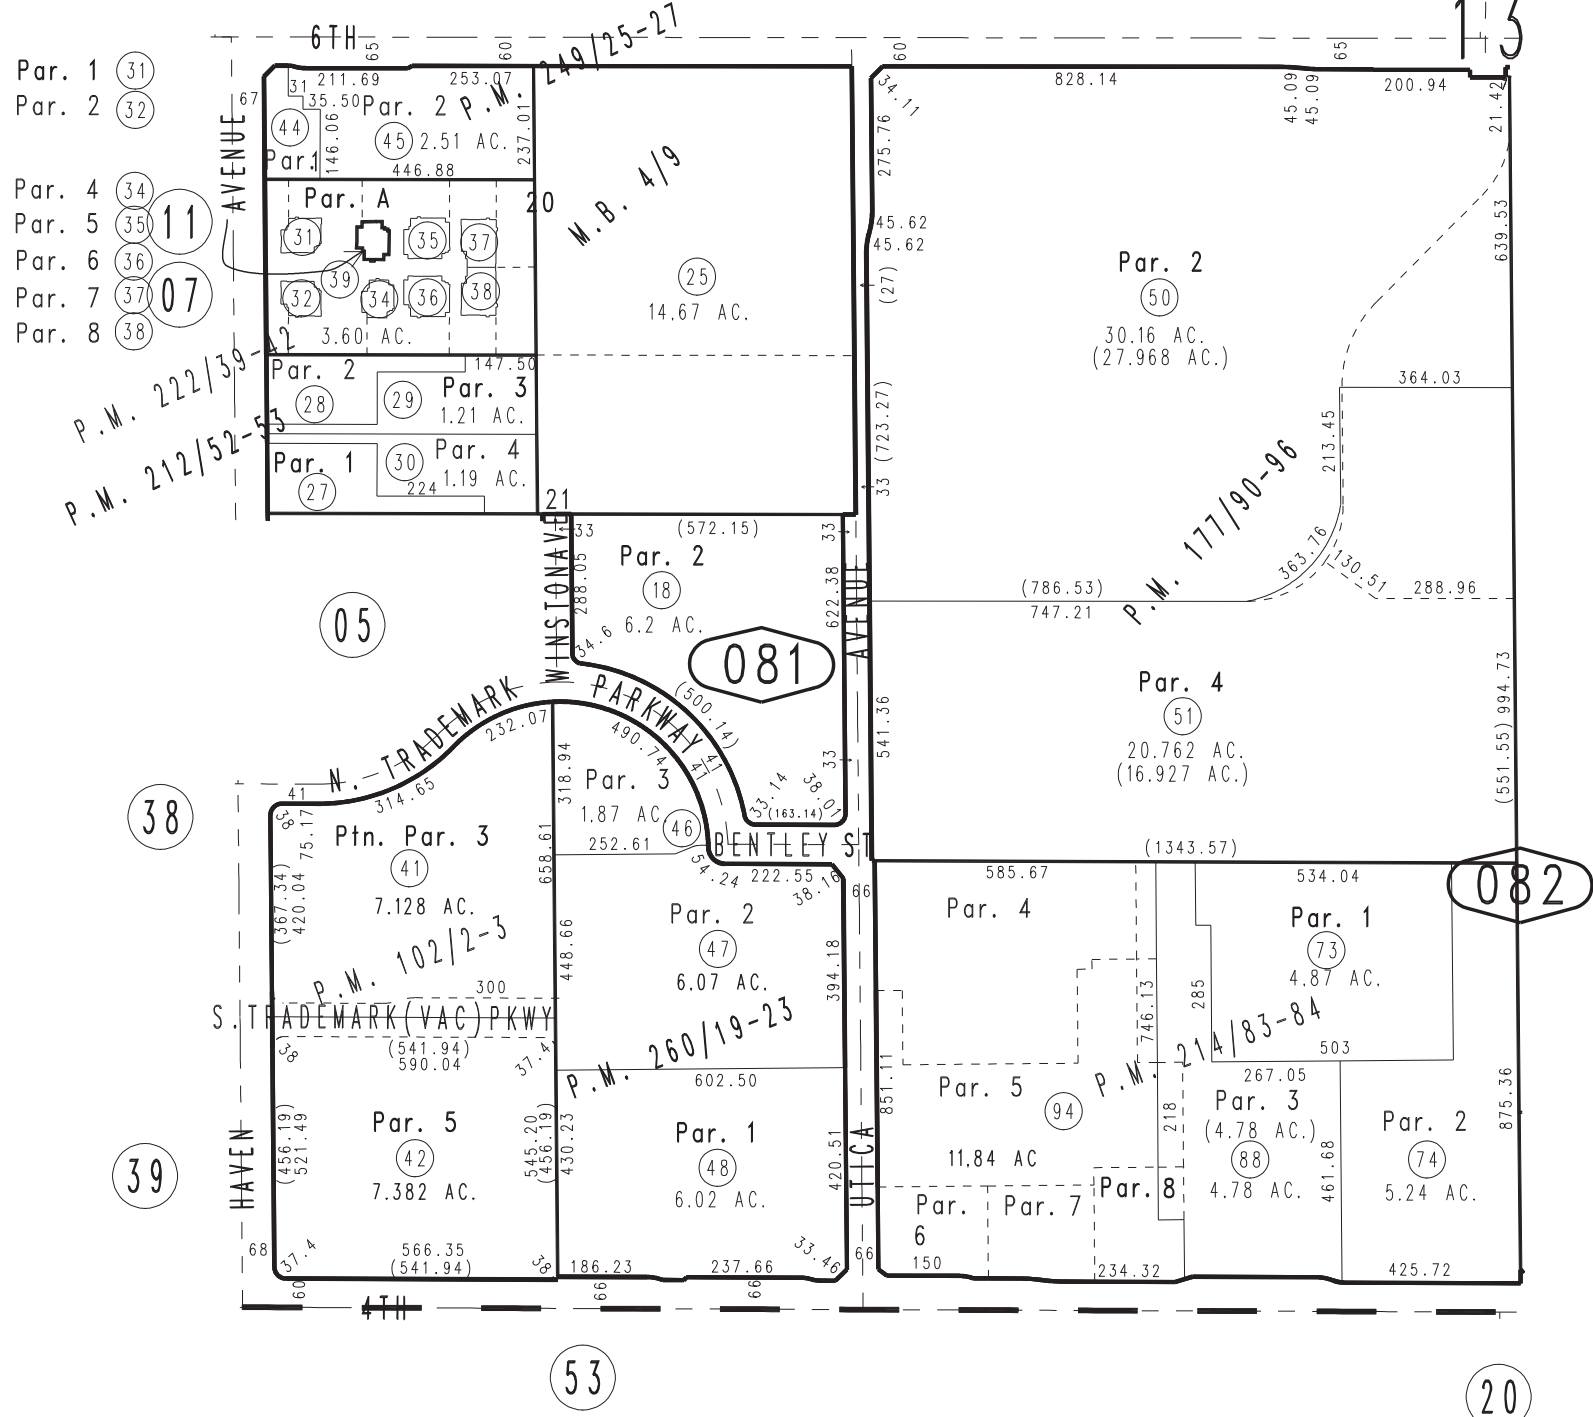 13
6TH
65
60
P.M. 249/25-27
60
65
Par. 1 31
Par. 2 32
Par. 4 34
Par. 5 35
Par. 6 36
Par. 7 37
Par. 8 38
11
07
67
AVENUE
31
211.69
253.07
35.50
Par. 2
44
45 2.51 AC.
146.06
237.01
Par.1
446.88
Par. A
20
31
35
37
39
32
34
36
38
3.60 AC.
M.B. 4/9
25
14.67 AC.
34.11
828.14
45.09
45.09
200.94
21.42
275.76
45.62
45.62
(27)
639.53
Par. 2
50
30.16 AC.
(27.968 AC.)
364.03
P.M. 222/39-42
Par. 2
147.50
28
29
Par. 3
1.21 AC.
P.M. 212/52-53
Par. 1
27
30
Par. 4
1.19 AC.
224
21
(723.27)
33
213.45
P.M. 177/90-96
363.76
130.51
288.96
(786.53)
747.21
33
(572.15)
33
WINSTON AVE
288.05
Par. 2
18
6.2 AC.
34.6
622.38
AVENUE
081
05
Par. 4
51
20.762 AC.
(16.927 AC.)
(551.55) 994.73
541.36
N. TRADEMARK PARKWAY
232.07
(500.14)
490.74
41
41
33
314.65
41
38
38
75.17
318.94
Par. 3
1.87 AC.
46
252.61
33.14
38.01
(163.14)
BENTLEY ST
54.24
222.55
38.16
66
Ptn. Par. 3
41
7.128 AC.
(367.34)
420.04
658.61
448.66
Par. 2
47
6.07 AC.
394.18
P.M. 102/2-3
300
S. TRADEMARK (VAC) PKWY
38
(541.94)
590.04
37.4
P.M. 260/19-23
602.50
(1343.57)
082
585.67
534.04
Par. 4
Par. 1
73
4.87 AC.
746.13
285
P.M. 214/83-84
503
851.11
Par. 5
94
11.84 AC
218
267.05
Par. 3
(4.78 AC.)
88
4.78 AC.
461.68
Par. 2
74
5.24 AC.
875.36
Par. 6
Par. 7
Par. 8
150
234.32
425.72
39
HAVEN
(456.19)
521.49
Par. 5
42
7.382 AC.
545.20
(456.19)
430.23
Par. 1
48
6.02 AC.
420.51
UTICA
68
37.4
566.35
(541.94)
38
186.23
237.66
33.46
66
60
66
66
4TH
53
20